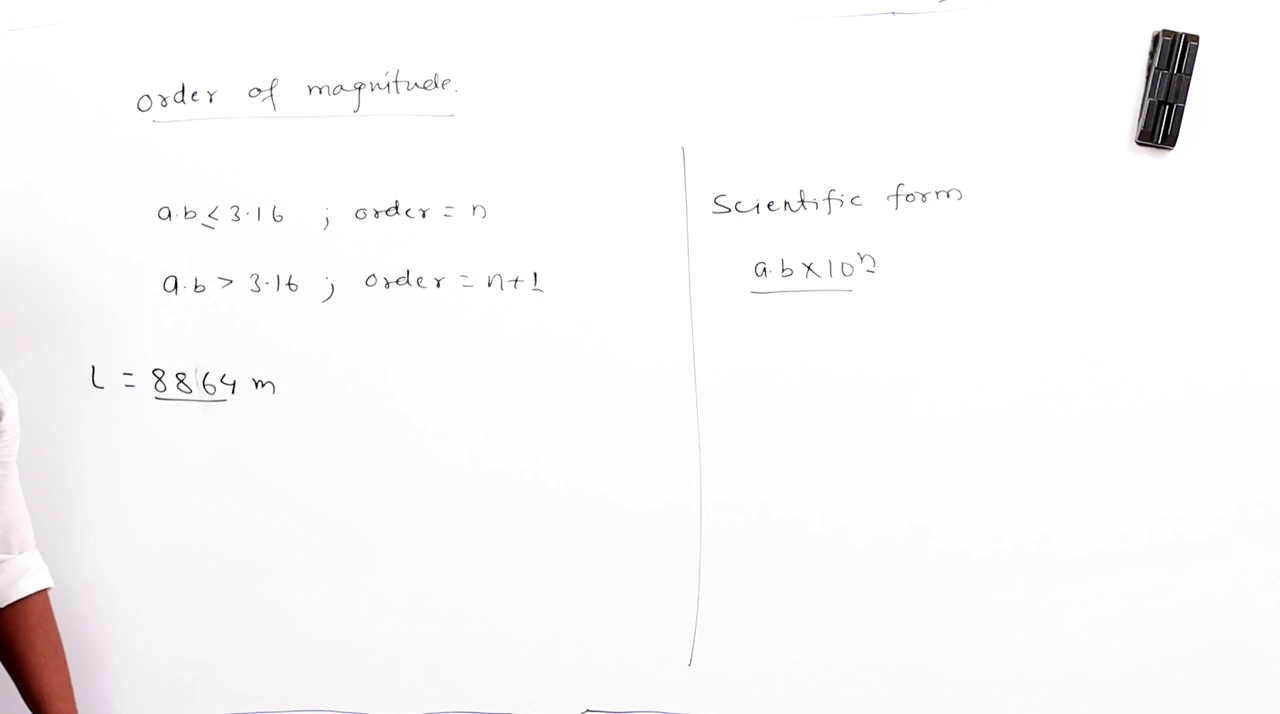 order of magnitude.
a.b ≤ 3.16 ; order = n
a.b > 3.16 ; order = n+1
L = 8864 m
Scientific form
a.b×10ⁿ